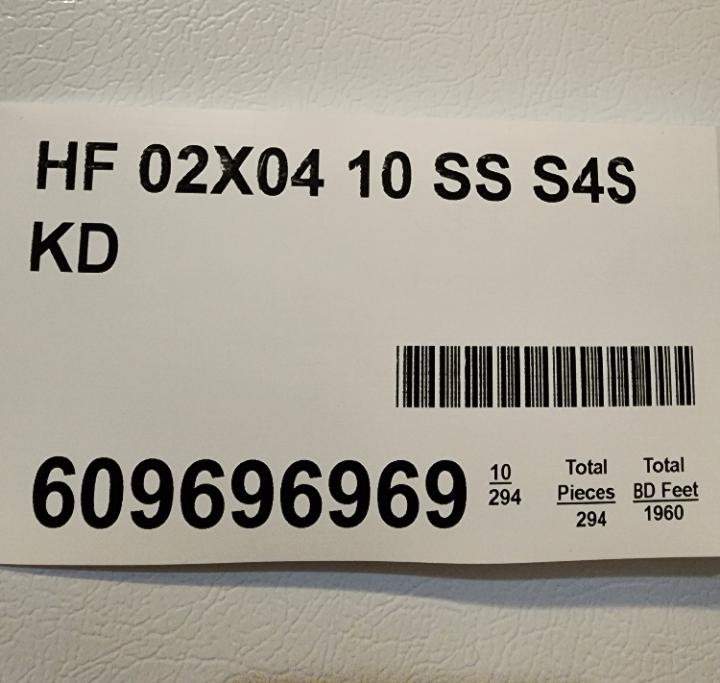 HF 02X04 10 SS S4S
KD
609696969
10
294
Total
Pieces
294
Total
BD Feet
1960